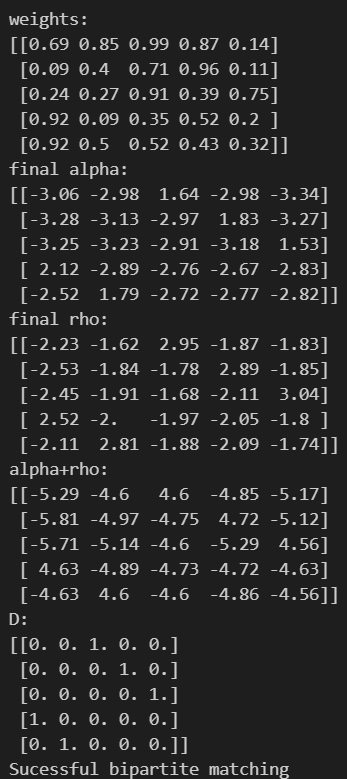 weights:
[[0.69 0.85 0.99 0.87 0.14]
 [0.09 0.4  0.71 0.96 0.11]
 [0.24 0.27 0.91 0.39 0.75]
 [0.92 0.09 0.35 0.52 0.2 ]
 [0.92 0.5  0.52 0.43 0.32]]
final alpha:
[[-3.06 -2.98  1.64 -2.98 -3.34]
 [-3.28 -3.13 -2.97  1.83 -3.27]
 [-3.25 -3.23 -2.91 -3.18  1.53]
 [ 2.12 -2.89 -2.76 -2.67 -2.83]
 [-2.52  1.79 -2.72 -2.77 -2.82]]
final rho:
[[-2.23 -1.62  2.95 -1.87 -1.83]
 [-2.53 -1.84 -1.78  2.89 -1.85]
 [-2.45 -1.91 -1.68 -2.11  3.04]
 [ 2.52 -2.   -1.97 -2.05 -1.8 ]
 [-2.11  2.81 -1.88 -2.09 -1.74]]
alpha+rho:
[[-5.29 -4.6   4.6  -4.85 -5.17]
 [-5.81 -4.97 -4.75  4.72 -5.12]
 [-5.71 -5.14 -4.6  -5.29  4.56]
 [ 4.63 -4.89 -4.73 -4.72 -4.63]
 [-4.63  4.6  -4.6  -4.86 -4.56]]
D:
[[0. 0. 1. 0. 0.]
 [0. 0. 0. 1. 0.]
 [0. 0. 0. 0. 1.]
 [1. 0. 0. 0. 0.]
 [0. 1. 0. 0. 0.]]
Sucessful bipartite matching